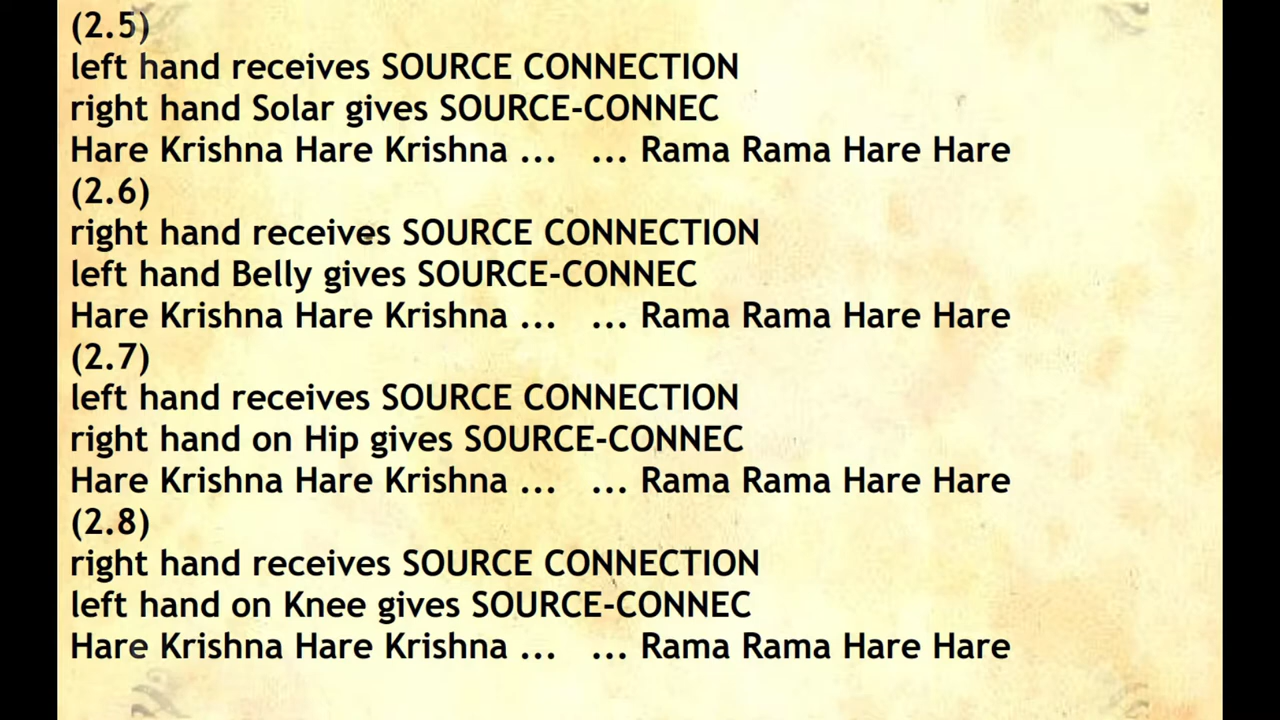 (2.5)
left hand receives SOURCE CONNECTION
right hand Solar gives SOURCE-CONNEC
Hare Krishna Hare Krishna ...   ... Rama Rama Hare Hare
(2.6)
right hand receives SOURCE CONNECTION
left hand Belly gives SOURCE-CONNEC
Hare Krishna Hare Krishna ...   ... Rama Rama Hare Hare
(2.7)
left hand receives SOURCE CONNECTION
right hand on Hip gives SOURCE-CONNEC
Hare Krishna Hare Krishna ...   ... Rama Rama Hare Hare
(2.8)
right hand receives SOURCE CONNECTION
left hand on Knee gives SOURCE-CONNEC
Hare Krishna Hare Krishna ...   ... Rama Rama Hare Hare